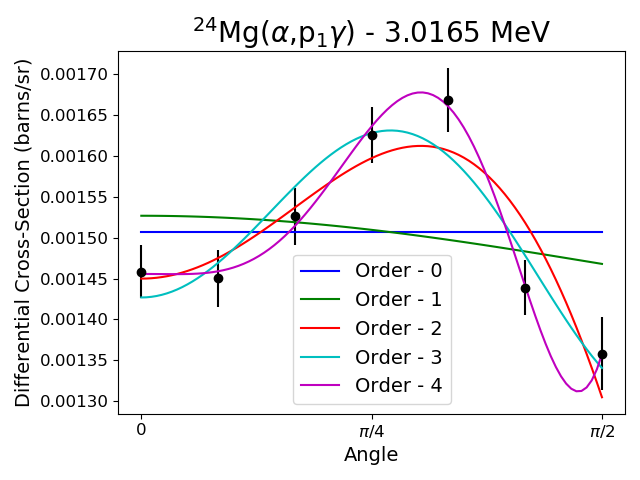 ²⁴Mg(α,p₁γ) - 3.0165 MeV
Differential Cross-Section (barns/sr)
0.00170
0.00165
0.00160
0.00155
0.00150
0.00145
0.00140
0.00135
0.00130
Order - 0
Order - 1
Order - 2
Order - 3
Order - 4
0 π/4 π/2
Angle